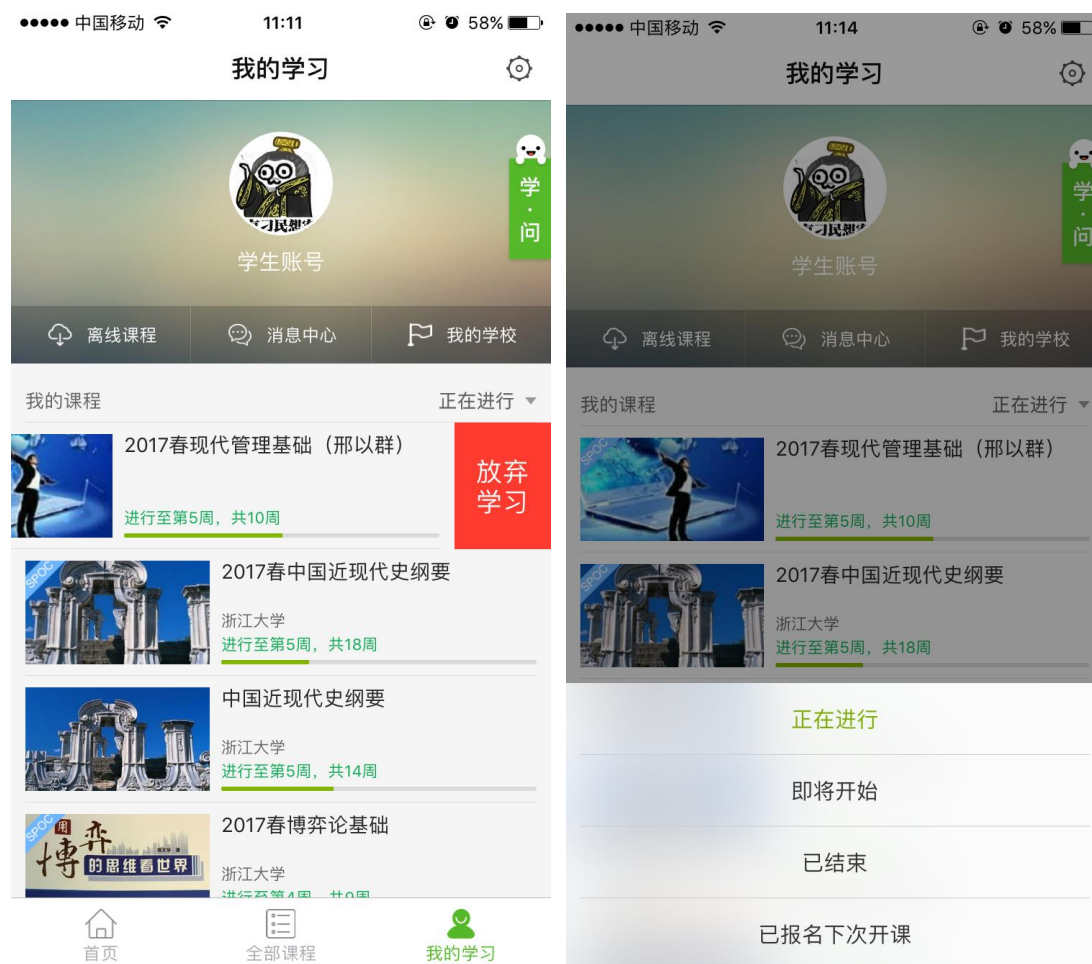 中国移动
11:11
58%
我的学习
学·问
学生账号
离线课程
消息中心
我的学校
我的课程
正在进行
2017春现代管理基础（邢以群）
进行至第5周，共10周
放弃
学习
SPOC
2017春中国近现代史纲要
浙江大学
进行至第5周，共18周
中国近现代史纲要
浙江大学
进行至第5周，共14周
SPOC
用
博弈
的思维看世界
2017春博弈论基础
浙江大学
进行至第4周，共9周
首页
全部课程
我的学习
中国移动
11:14
58%
我的学习
学·问
学生账号
离线课程
消息中心
我的学校
我的课程
正在进行
SPOC
2017春现代管理基础（邢以群）
进行至第5周，共10周
SPOC
2017春中国近现代史纲要
浙江大学
进行至第5周，共18周
正在进行
即将开始
已结束
已报名下次开课